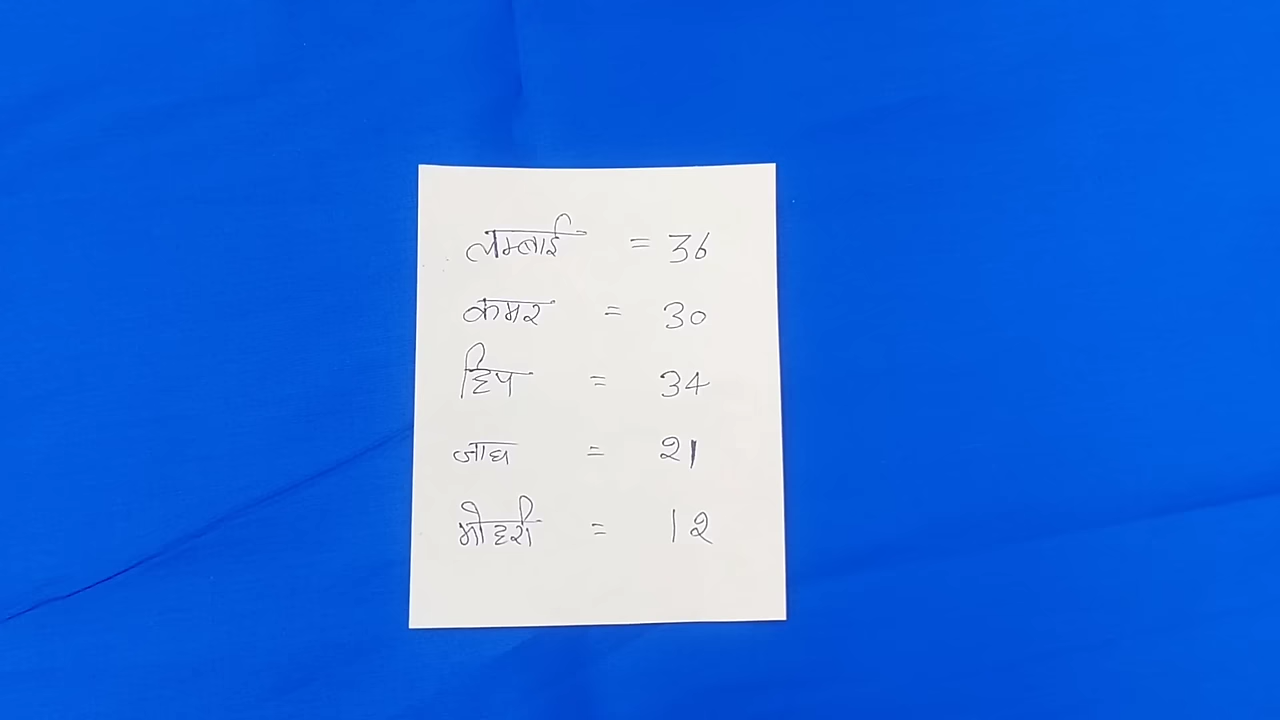 लम्बाई = 36
कमर = 30
हिप = 34
जाघ = 21
मोहरी = 12